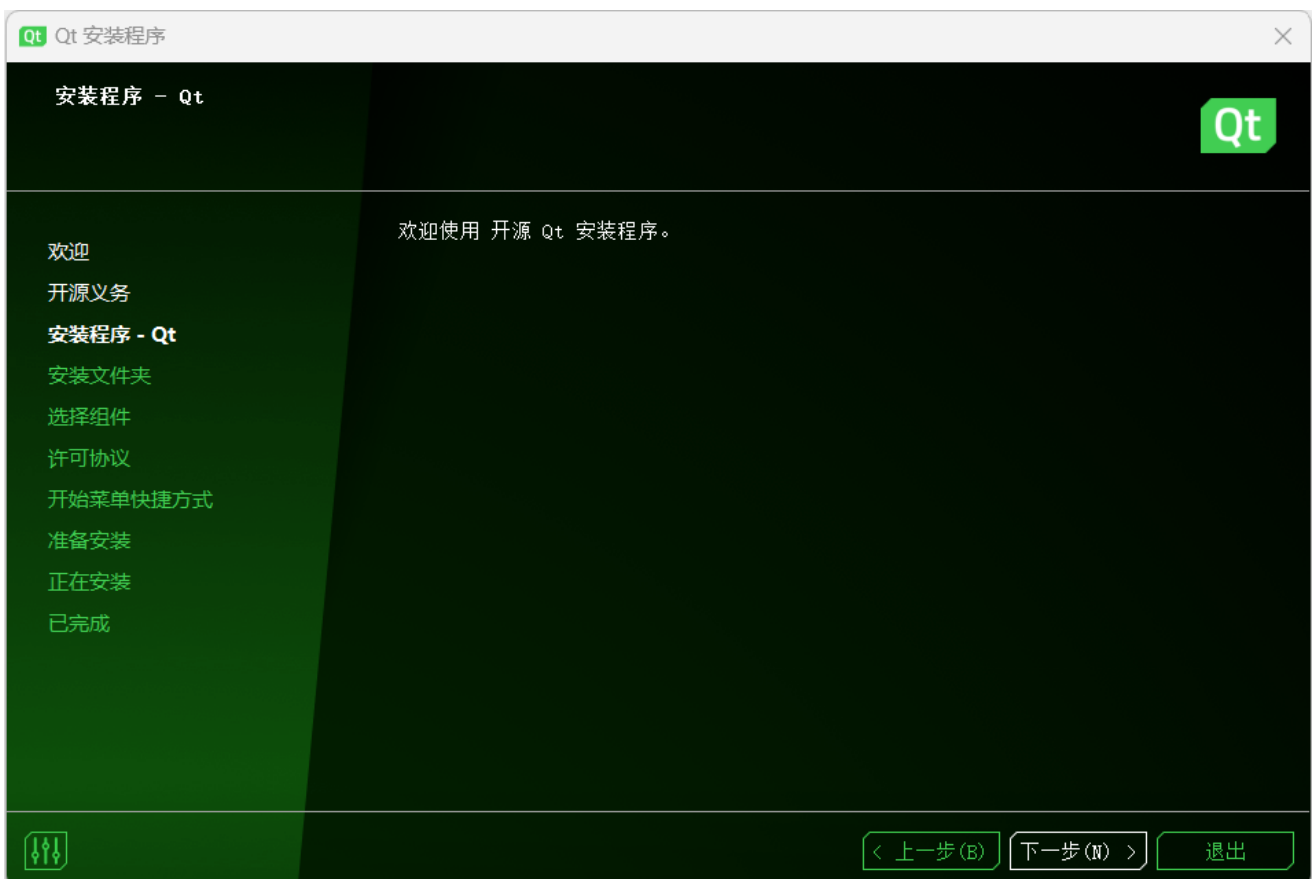 Qt Qt 安装程序
安装程序 - Qt
Qt
欢迎使用 开源 Qt 安装程序。
欢迎
开源义务
安装程序 - Qt
安装文件夹
选择组件
许可协议
开始菜单快捷方式
准备安装
正在安装
已完成
< 上一步(B) 下一步(N) > 退出